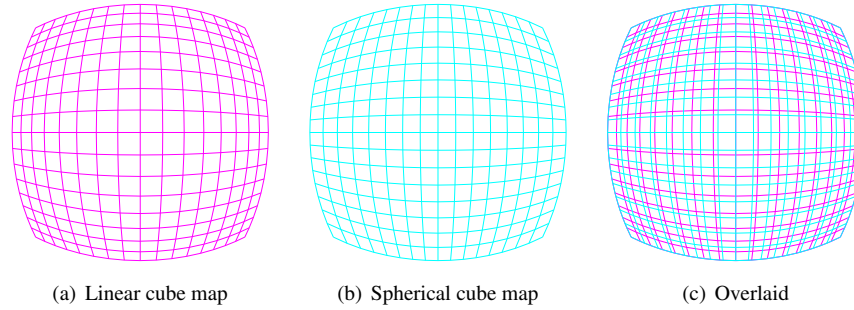 (a) Linear cube map
(b) Spherical cube map
(c) Overlaid